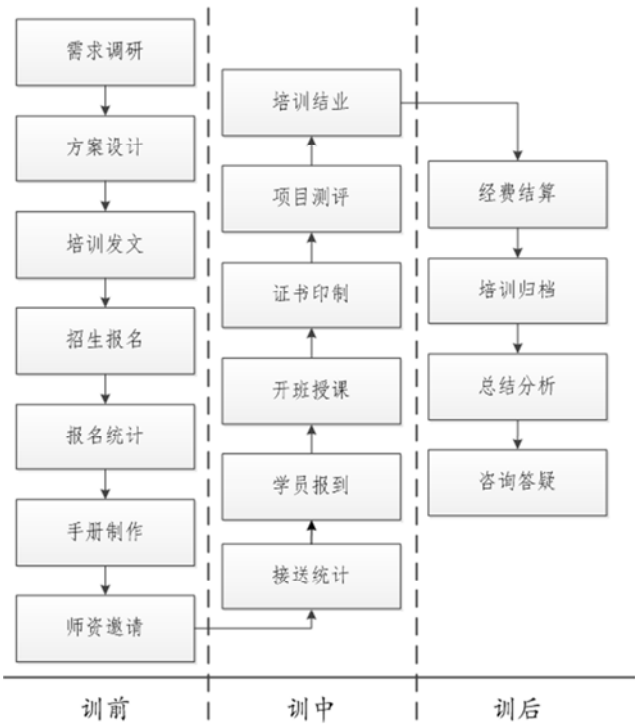 需求调研
方案设计
培训发文
招生报名
报名统计
手册制作
师资邀请
培训结业
项目测评
证书印制
开班授课
学员报到
接送统计
经费结算
培训归档
总结分析
咨询答疑
训前
训中
训后